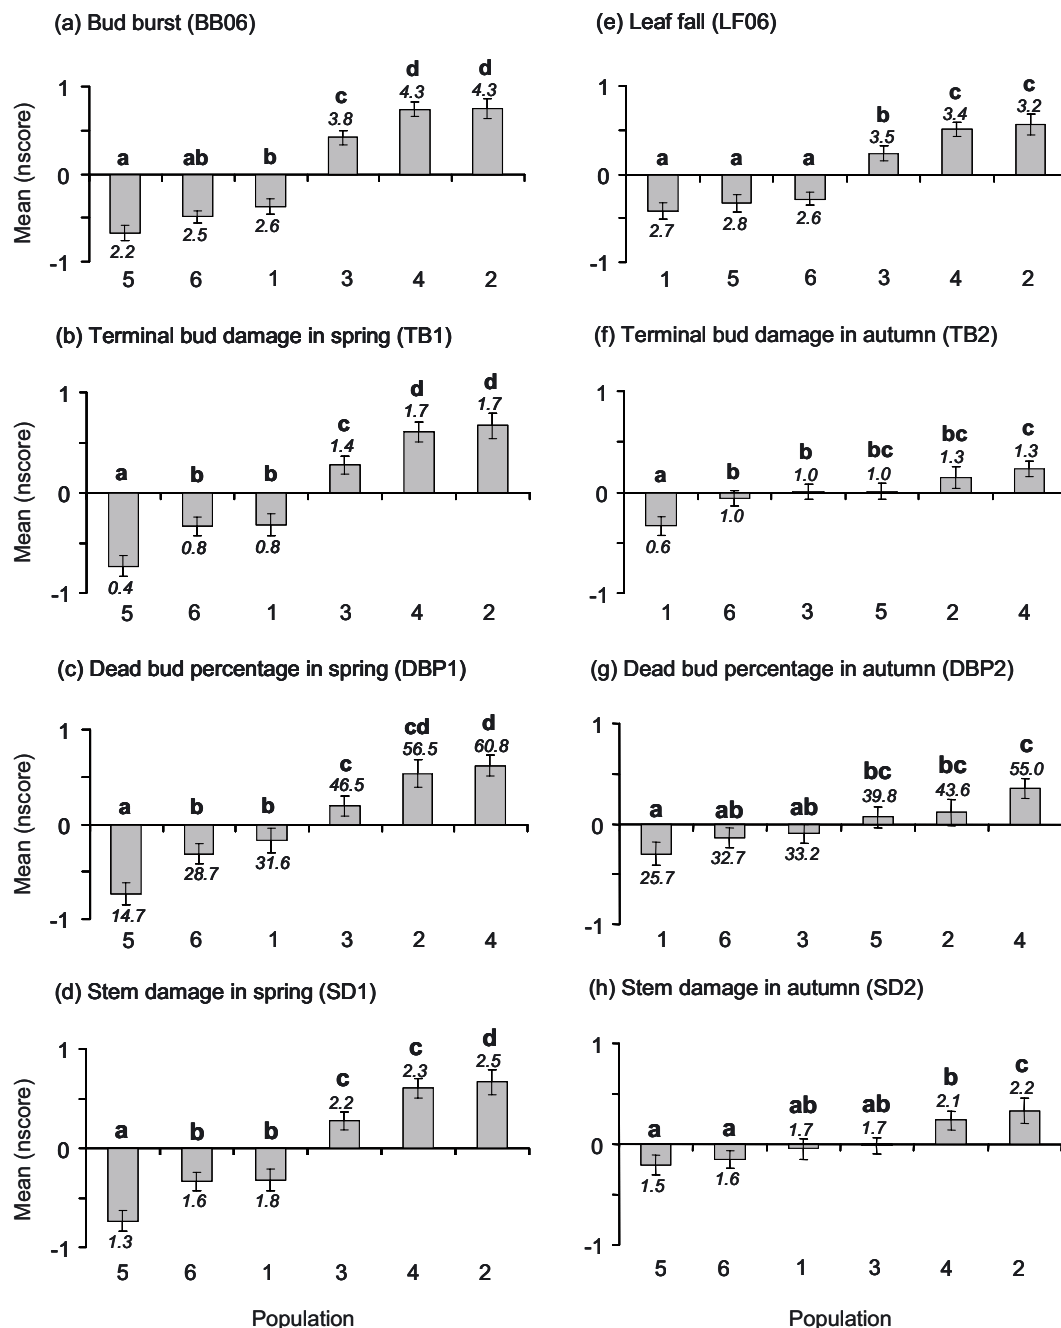 (a) Bud burst (BB06)
Mean (nscore)
1
0
-1
a ab b c d d
2.2 2.5 2.6 3.8 4.3 4.3
5 6 1 3 4 2
(e) Leaf fall (LF06)
1
0
-1
a a a b c c
2.7 2.8 2.6 3.5 3.4 3.2
1 5 6 3 4 2
(b) Terminal bud damage in spring (TB1)
Mean (nscore)
1
0
-1
a b b c d d
0.4 0.8 0.8 1.4 1.7 1.7
5 6 1 3 4 2
(f) Terminal bud damage in autumn (TB2)
1
0
-1
a b b bc bc c
0.6 1.0 1.0 1.0 1.3 1.3
1 6 3 5 2 4
(c) Dead bud percentage in spring (DBP1)
Mean (nscore)
1
0
-1
a b b c cd d
14.7 28.7 31.6 46.5 56.5 60.8
5 6 1 3 2 4
(g) Dead bud percentage in autumn (DBP2)
1
0
-1
a ab ab bc bc c
25.7 32.7 33.2 39.8 43.6 55.0
1 6 3 5 2 4
(d) Stem damage in spring (SD1)
Mean (nscore)
1
0
-1
a b b c c d
1.3 1.6 1.8 2.2 2.3 2.5
5 6 1 3 4 2
Population
(h) Stem damage in autumn (SD2)
1
0
-1
a a ab ab b c
1.5 1.6 1.7 1.7 2.1 2.2
5 6 1 3 4 2
Population